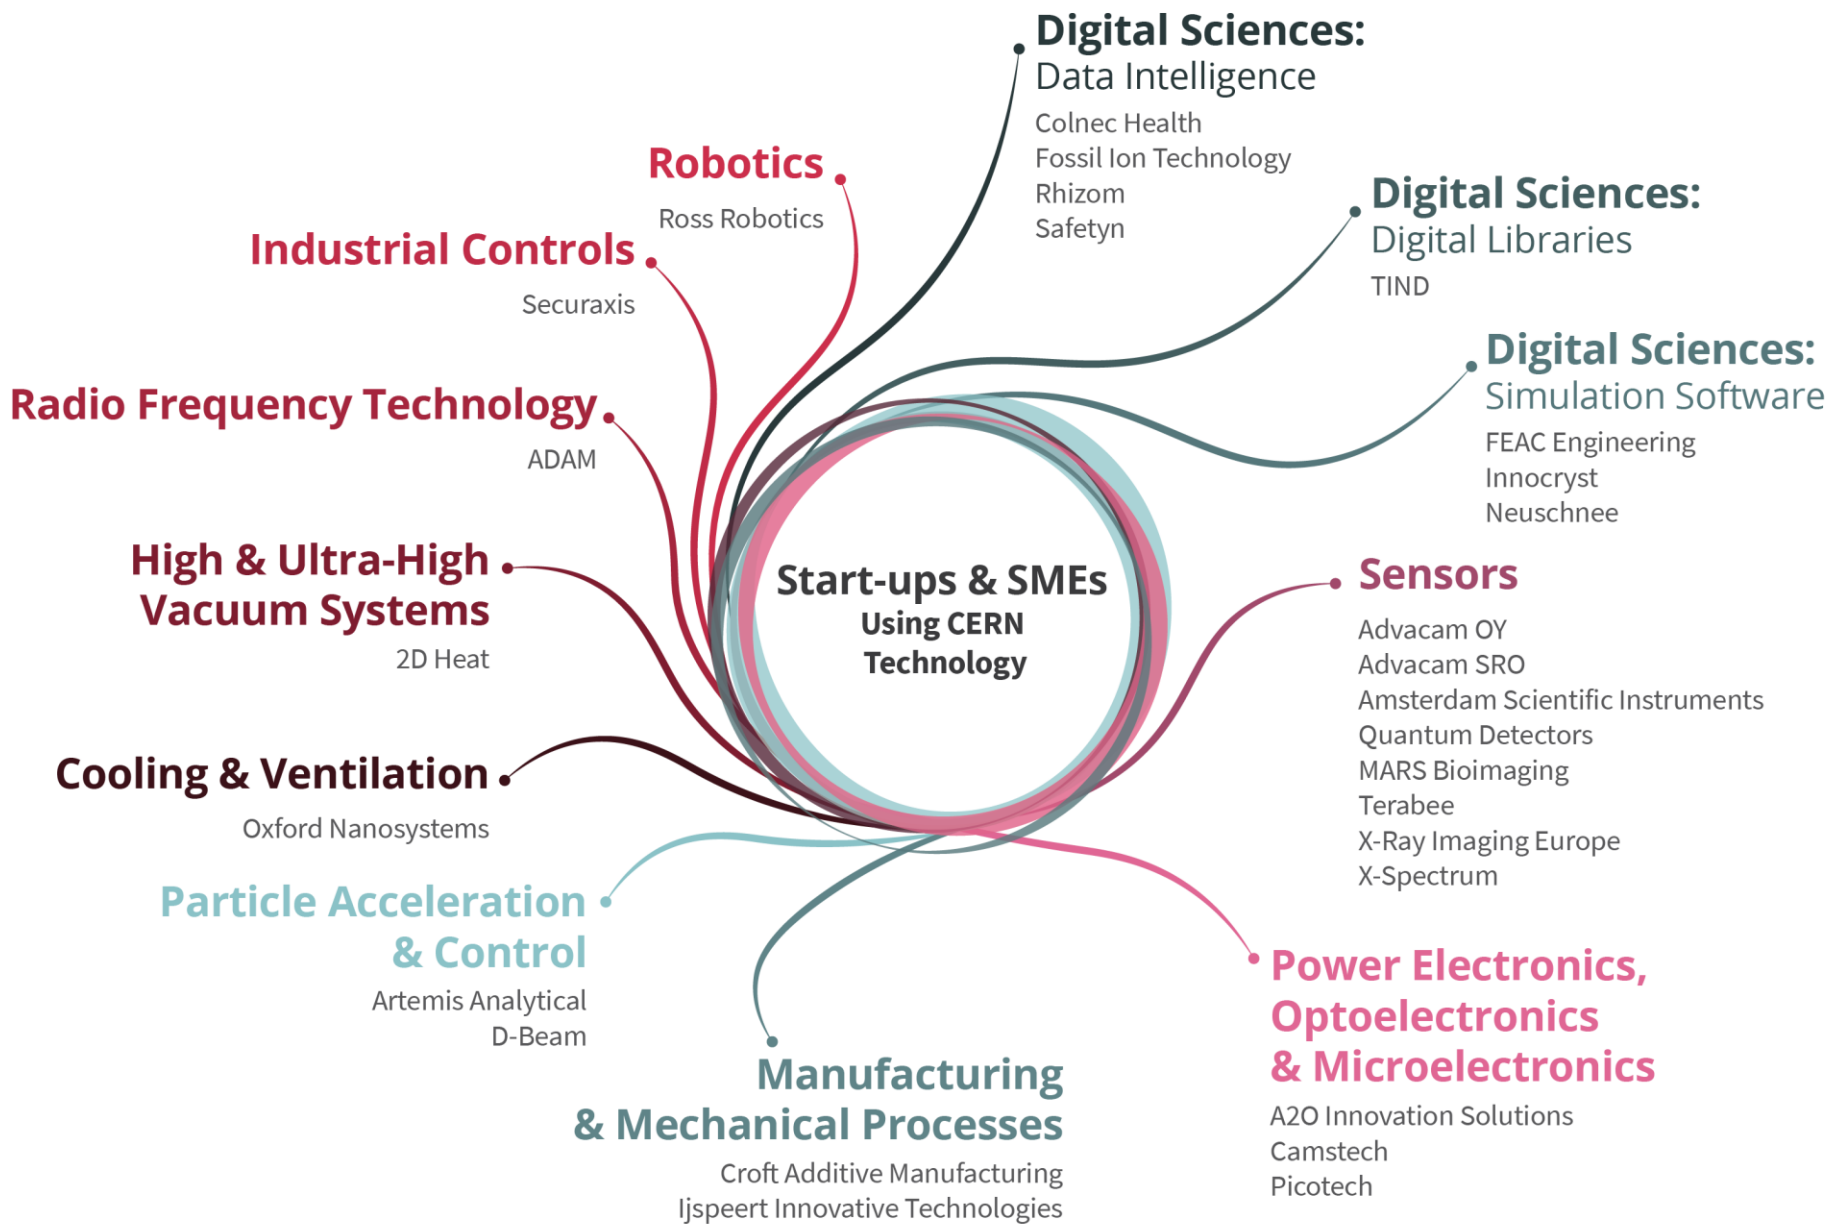 Digital Sciences:
Data Intelligence
Colnec Health
Fossil Ion Technology
Rhizom
Safetyn
Digital Sciences:
Digital Libraries
TIND
Digital Sciences:
Simulation Software
FEAC Engineering
Innocryst
Neuschnee
Sensors
Advacam OY
Advacam SRO
Amsterdam Scientific Instruments
Quantum Detectors
MARS Bioimaging
Terabee
X-Ray Imaging Europe
X-Spectrum
Power Electronics,
Optoelectronics
& Microelectronics
A2O Innovation Solutions
Camstech
Picotech
Manufacturing
& Mechanical Processes
Croft Additive Manufacturing
Ijspeert Innovative Technologies
Particle Acceleration
& Control
Artemis Analytical
D-Beam
Cooling & Ventilation
Oxford Nanosystems
High & Ultra-High
Vacuum Systems
2D Heat
Radio Frequency Technology
ADAM
Industrial Controls
Securaxis
Robotics
Ross Robotics
Start-ups & SMEs
Using CERN
Technology